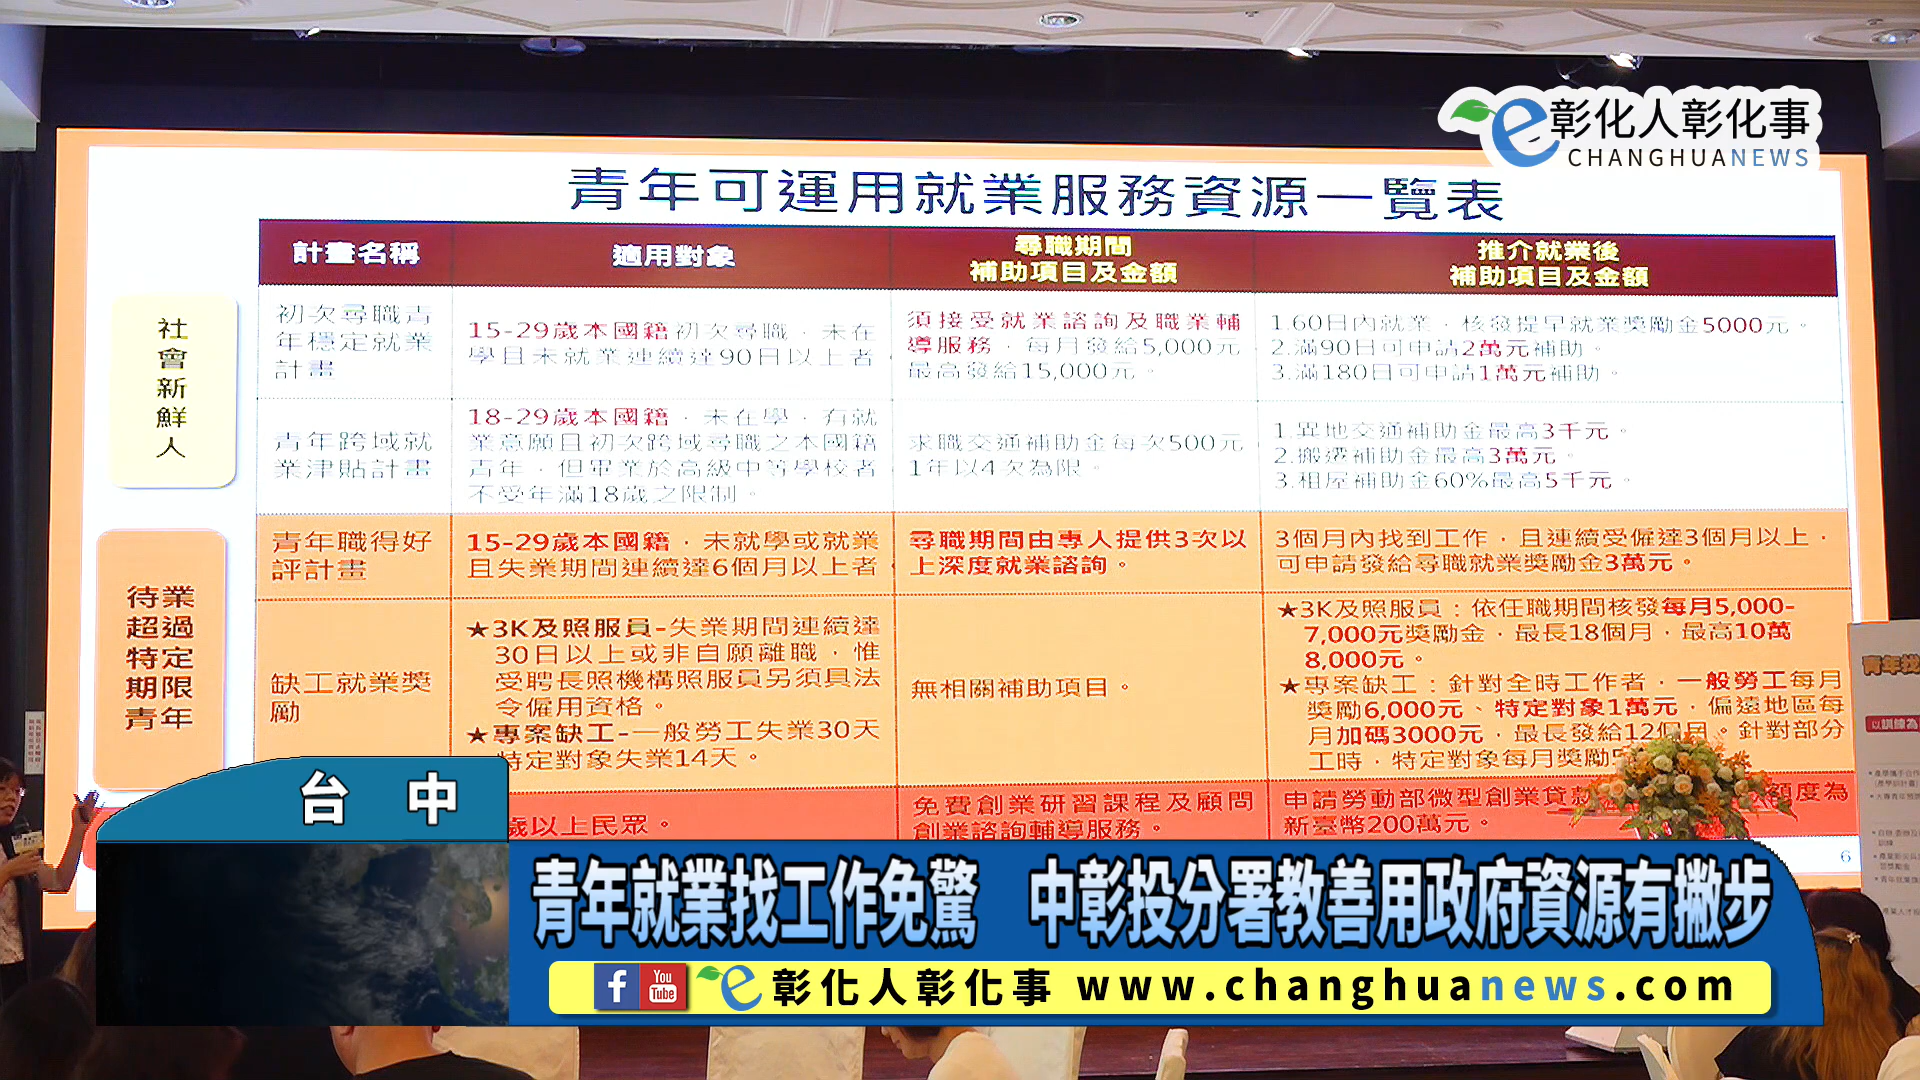 彰化人彰化事
CHANGHUANEWS
青年可運用就業服務資源一覽表
計畫名稱
適用對象
尋職期間
補助項目及金額
推介就業後
補助項目及金額
社
會
新
鮮
人
初次尋職青
年穩定就業
計畫
15-29歲本國籍初次尋職，未在
學且未就業連續達90日以上者
須接受就業諮詢及職業輔
導服務，每月發給5,000元
最高發給15,000元。
1.60日內就業，核發提早就業獎勵金5000元。
2.滿90日可申請2萬元補助。
3.滿180日可申請1萬元補助。
青年跨域就
業津貼計畫
18-29歲本國籍，未在學，有就
業意願且初次跨域尋職之本國籍
青年，但畢業於高級中等學校者
不受年滿18歲之限制。
求職交通補助金每次500元
1年以4次為限。
1.異地交通補助金最高3千元。
2.搬遷補助金最高3萬元。
3.租屋補助金60%最高5千元。
待業
超過
特定
期限
青年
青年職得好
評計畫
15-29歲本國籍，未就學或就業
且失業期間連續達6個月以上者
尋職期間由專人提供3次以
上深度就業諮詢。
3個月內找到工作，且連續受僱達3個月以上，
可申請發給尋職就業獎勵金3萬元。
缺工就業獎
勵
★3K及照服員-失業期間連續達
30日以上或非自願離職，惟
受聘長照機構照服員另須具法
令僱用資格。
★專案缺工-一般勞工失業30天
特定對象失業14天。
無相關補助項目。
★3K及照服員：依任職期間核發每月5,000-
7,000元獎勵金，最長18個月，最高10萬
8,000元。
★專案缺工：針對全時工作者，一般勞工每月
獎勵6,000元、特定對象1萬元，偏遠地區每
月加碼3000元，最長發給12個月。針對部分
工時，特定對象每月獎勵
歲以上民眾。
免費創業研習課程及顧問
創業諮詢輔導服務。
申請勞動部微型創業貸款
額度為
新臺幣200萬元。
6
青年找
以訓練為
台 中
青年就業找工作免驚 中彰投分署教善用政府資源有撇步
f You Tube e彰化人彰化事 www.changhuanews.com